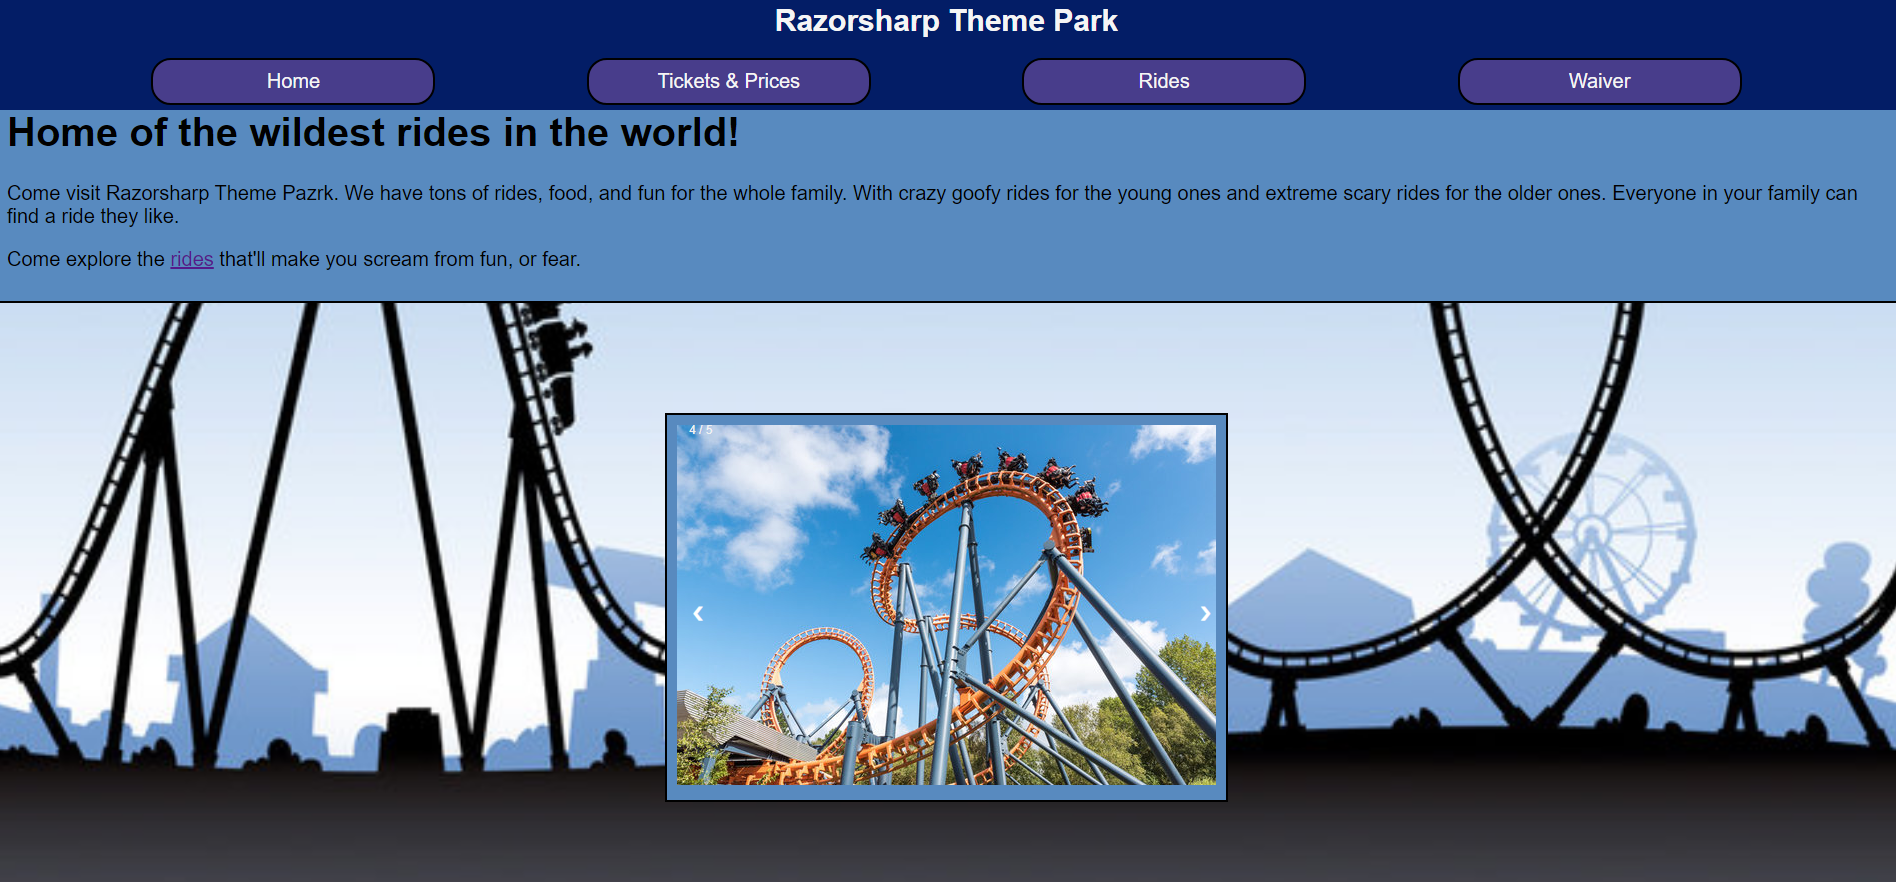 Razorsharp Theme Park
Home
Tickets & Prices
Rides
Waiver
Home of the wildest rides in the world!
Come visit Razorsharp Theme Pazrk. We have tons of rides, food, and fun for the whole family. With crazy goofy rides for the young ones and extreme scary rides for the older ones. Everyone in your family can
find a ride they like.
Come explore the rides that'll make you scream from fun, or fear.
4 / 5
❮
❯